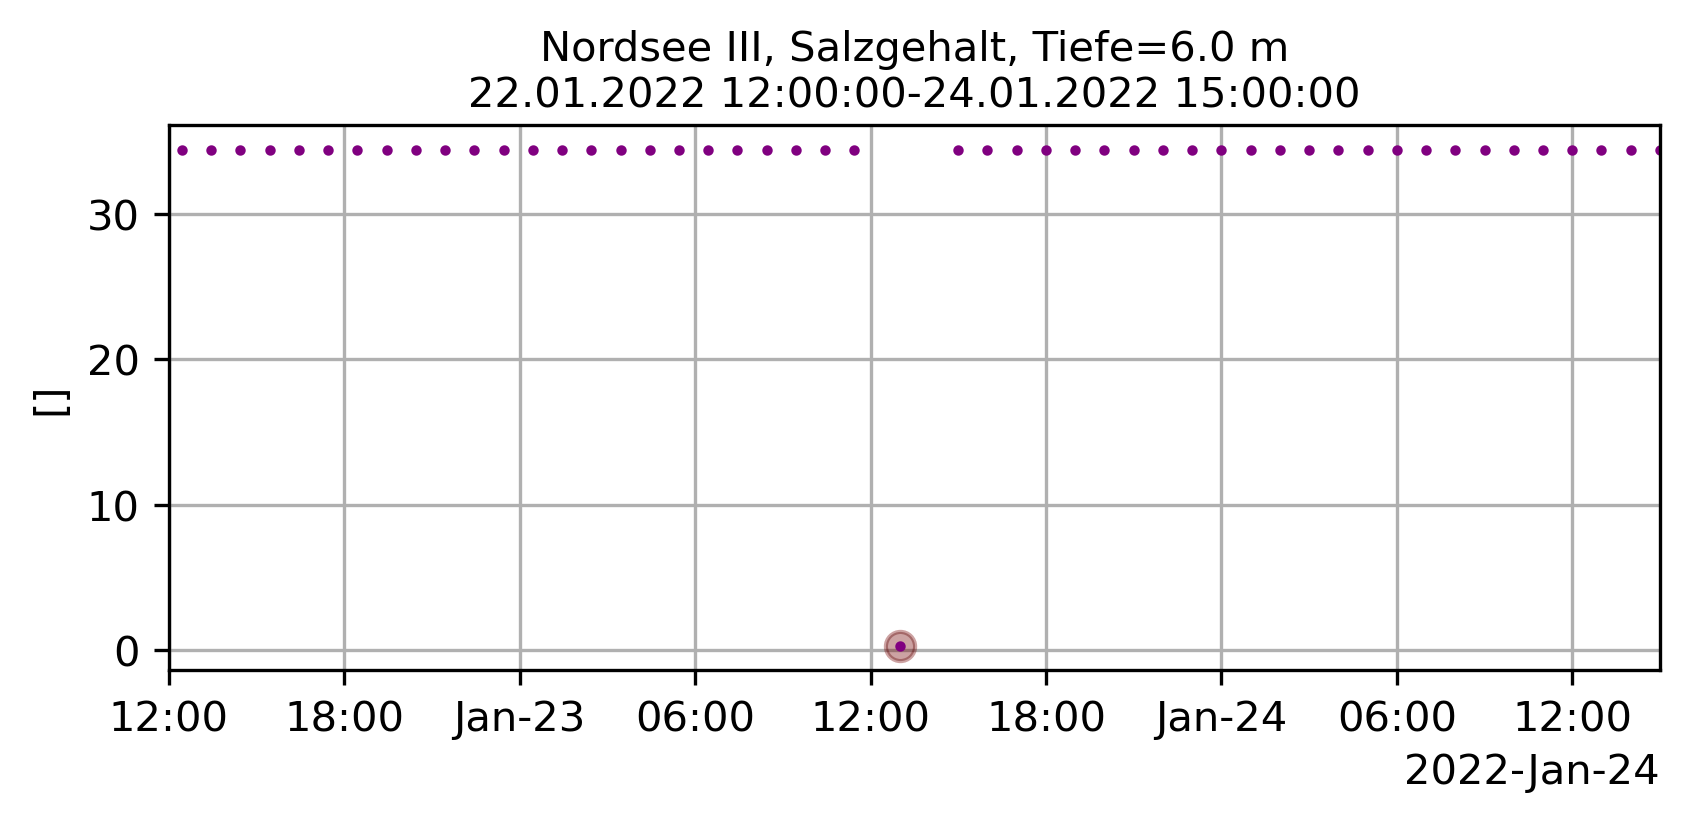 Nordsee III, Salzgehalt, Tiefe=6.0 m
22.01.2022 12:00:00-24.01.2022 15:00:00
30
20
10
0
[]
12:00 18:00 Jan-23 06:00 12:00 18:00 Jan-24 06:00 12:00
2022-Jan-24